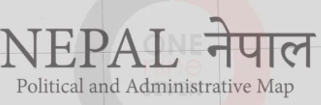 NEPAL नेपाल
Political and Administrative Map